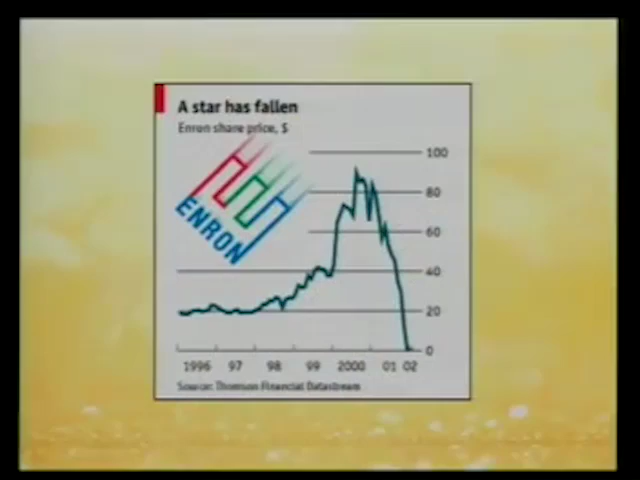 A star has fallen
Enron share price, $
ENRON
100
80
60
40
20
0
1996 97 98 99 2000 01 02
Source: Thomson Financial Datastream